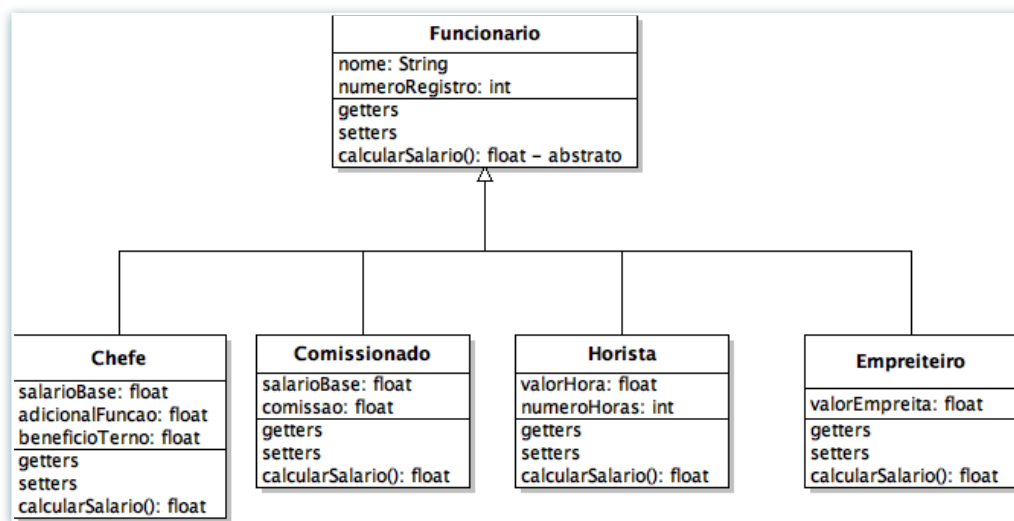 Funcionario
nome: String
numeroRegistro: int
getters
setters
calcularSalario(): float – abstrato
Chefe
salarioBase: float
adicionalFuncao: float
beneficioTerno: float
getters
setters
calcularSalario(): float
Comissionado
salarioBase: float
comissao: float
getters
setters
calcularSalario(): float
Horista
valorHora: float
numeroHoras: int
getters
setters
calcularSalario(): float
Empreiteiro
valorEmpreita: float
getters
setters
calcularSalario(): float